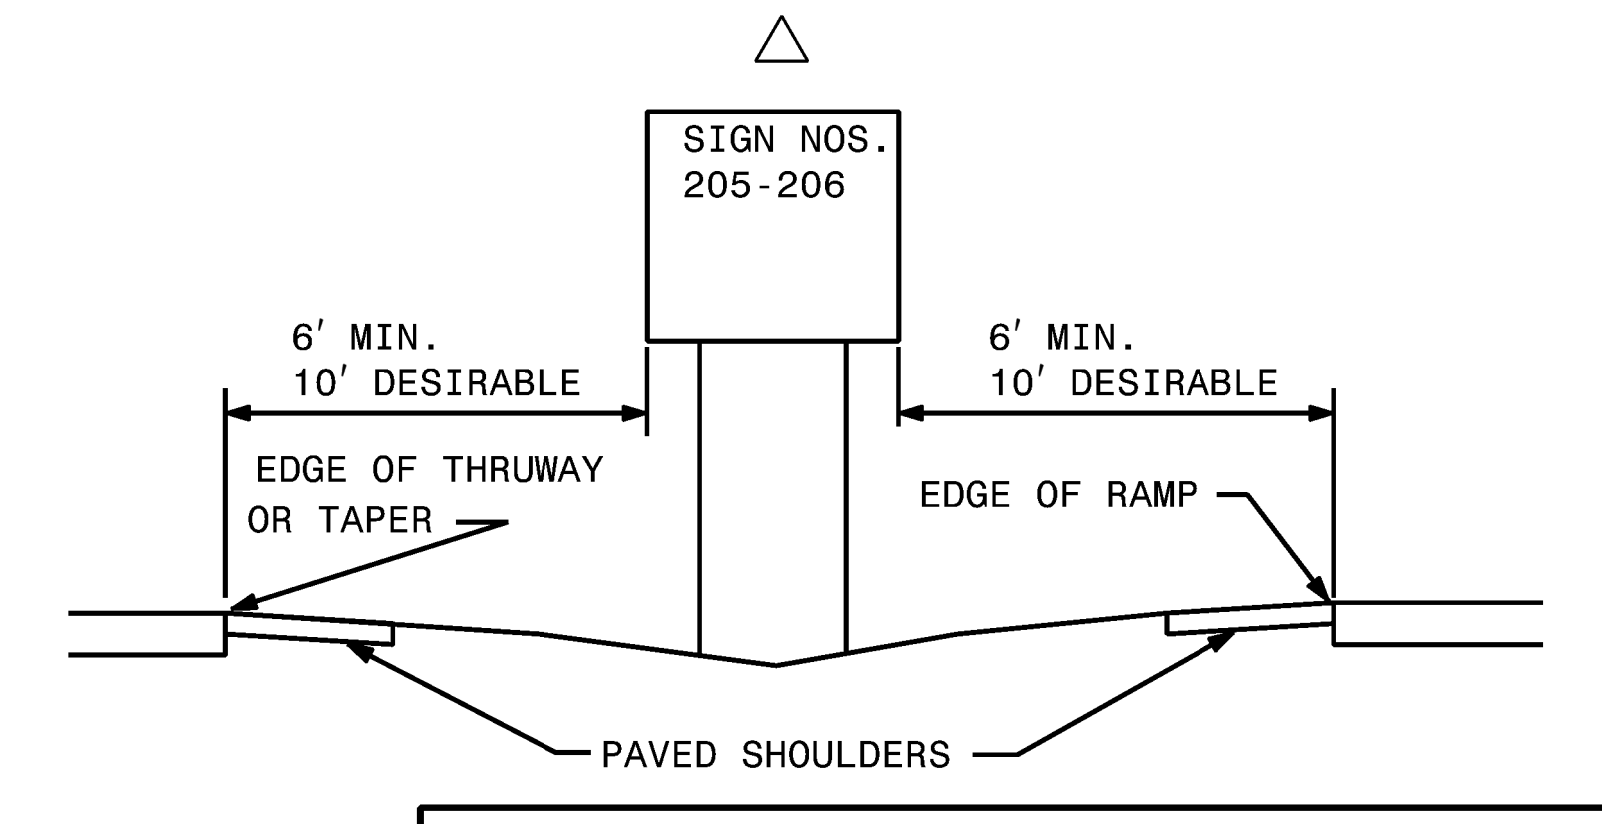 SIGN NOS.
205-206
6' MIN.
10' DESIRABLE
6' MIN.
10' DESIRABLE
EDGE OF THRUWAY
OR TAPER
EDGE OF RAMP
PAVED SHOULDERS